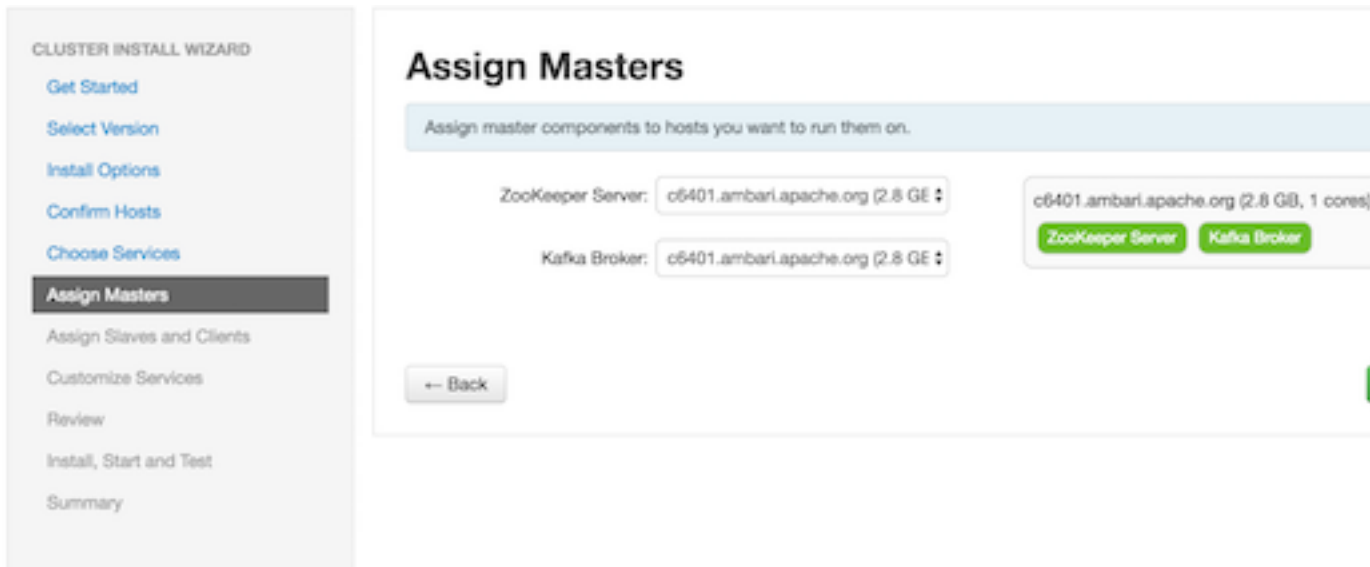 CLUSTER INSTALL WIZARD
Get Started
Select Version
Install Options
Confirm Hosts
Choose Services
Assign Masters
Assign Slaves and Clients
Customize Services
Review
Install, Start and Test
Summary
Assign Masters
Assign master components to hosts you want to run them on.
ZooKeeper Server: c6401.ambari.apache.org (2.8 GE
Kafka Broker: c6401.ambari.apache.org (2.8 GE
c6401.ambari.apache.org (2.8 GB, 1 cores)
ZooKeeper Server Kafka Broker
← Back